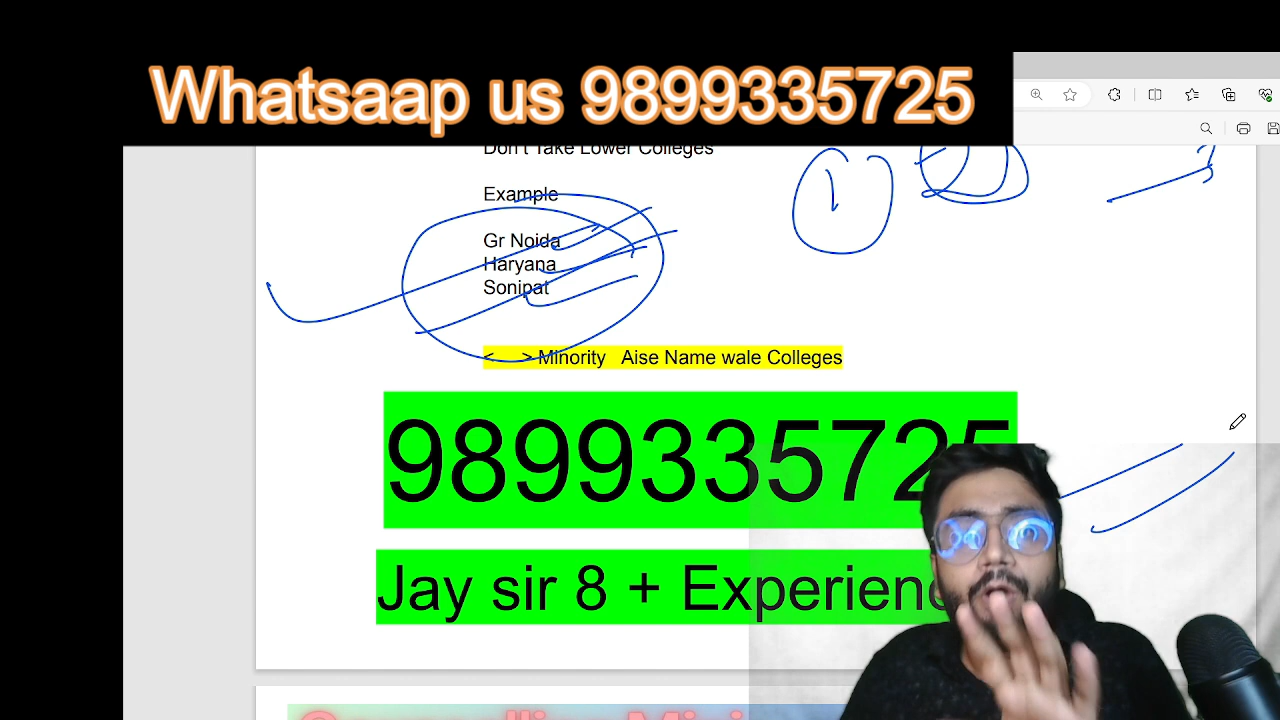 Whatsaap us 9899335725
Don't Take Lower Colleges
Example
Gr Noida
Haryana
Sonipat
< > Minority Aise Name wale Colleges
9899335725
Jay sir 8 + Experienc